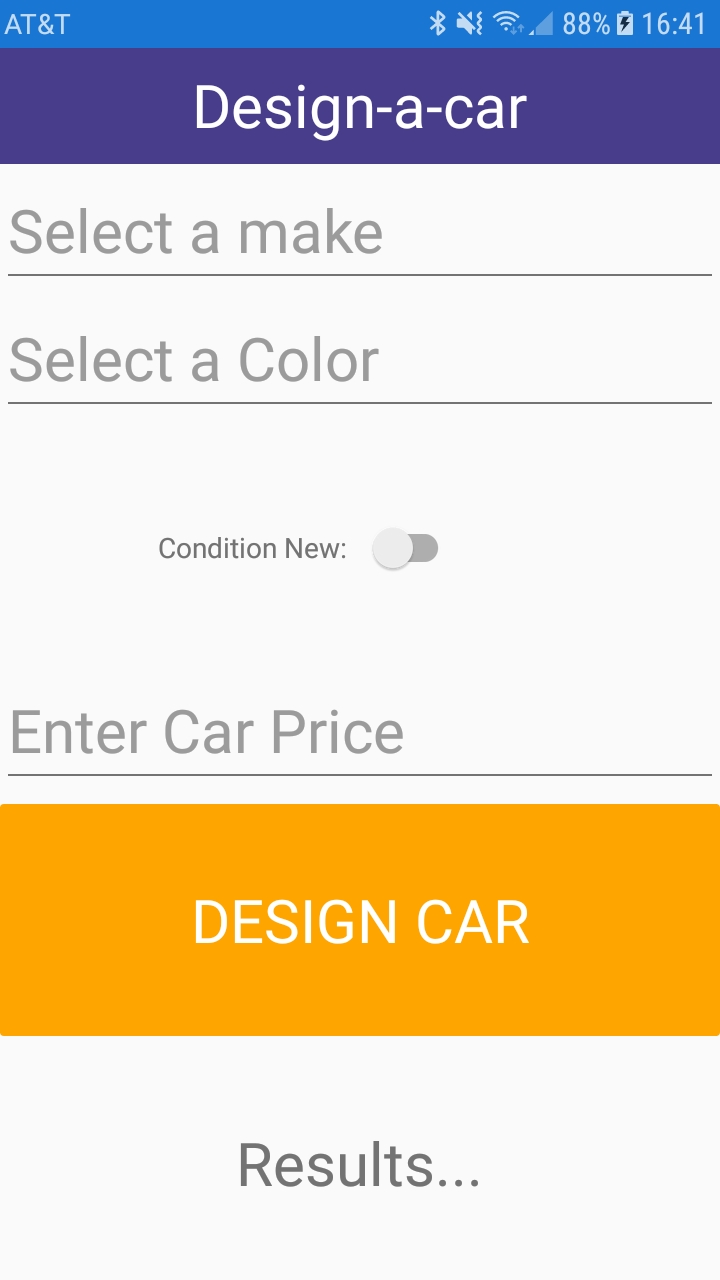 AT&T 88% 16:41
Design-a-car
Select a make
Select a Color
Condition New:
Enter Car Price
DESIGN CAR
Results...